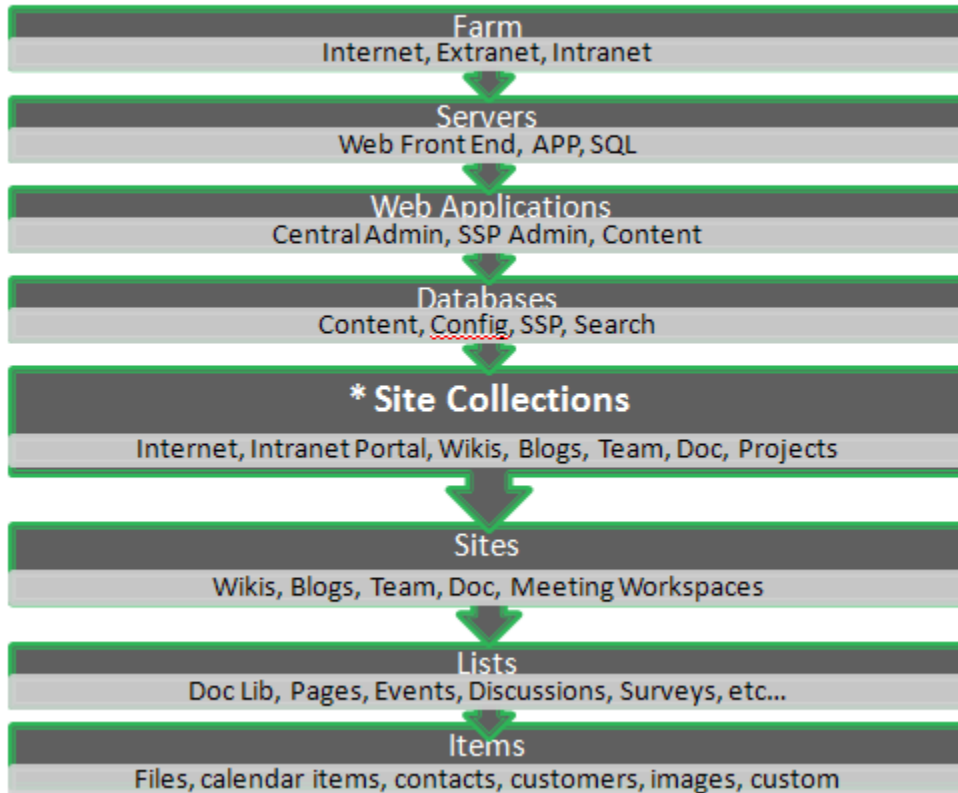 Farm
Internet, Extranet, Intranet
Servers
Web Front End, APP, SQL
Web Applications
Central Admin, SSP Admin, Content
Databases
Content, Config, SSP, Search
* Site Collections
Internet, Intranet Portal, Wikis, Blogs, Team, Doc, Projects
Sites
Wikis, Blogs, Team, Doc, Meeting Workspaces
Lists
Doc Lib, Pages, Events, Discussions, Surveys, etc...
Items
Files, calendar items, contacts, customers, images, custom